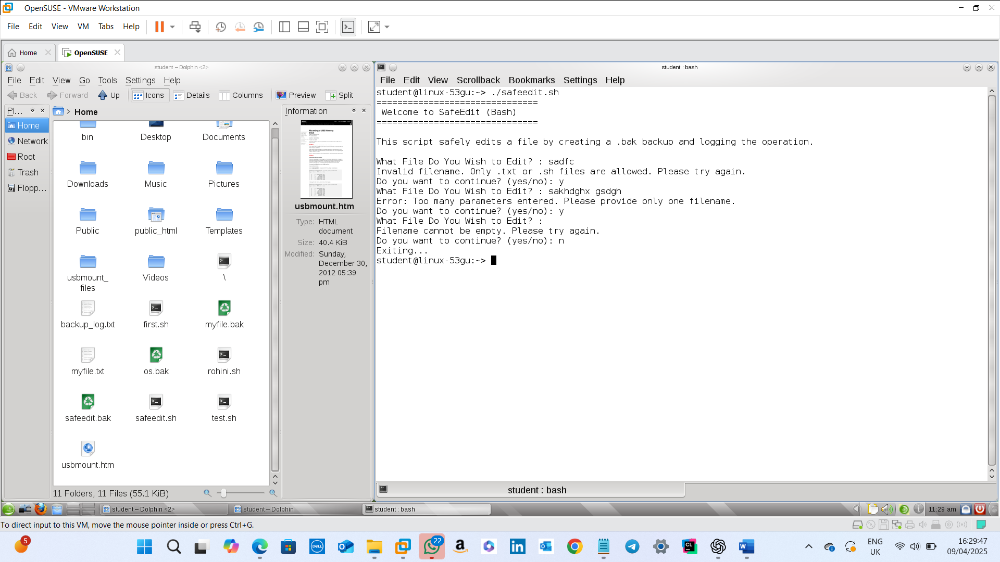 OpenSUSE - VMware Workstation
File Edit View VM Tabs Help
Home
OpenSUSE
student – Dolphin <2>
File Edit View Go Tools Settings Help
Back Forward Up Icons Details Columns Preview Split
Pl...
Home
Network
Root
Trash
Flopp...
> Home
bin Desktop Documents
Downloads Music Pictures
Public public_html Templates
usbmount_
files
Videos \
backup_log.txt first.sh myfile.bak
myfile.txt os.bak rohini.sh
safeedit.bak safeedit.sh test.sh
usbmount.htm
11 Folders, 11 Files (55.1 KiB)
Information
Mounting a USB Memory
Stick
usbmount.htm
Type: HTML
document
Size: 40.4 KiB
Modified: Sunday,
December 30,
2012 05:39
pm
student : bash
File Edit View Scrollback Bookmarks Settings Help
student@linux-53gu:~> ./safeedit.sh
===============================
Welcome to SafeEdit (Bash)
===============================
This script safely edits a file by creating a .bak backup and logging the operation.
What File Do You Wish to Edit? : sadfc
Invalid filename. Only .txt or .sh files are allowed. Please try again.
Do you want to continue? (yes/no): y
What File Do You Wish to Edit? : sakhdghx gsdgh
Error: Too many parameters entered. Please provide only one filename.
Do you want to continue? (yes/no): y
What File Do You Wish to Edit? :
Filename cannot be empty. Please try again.
Do you want to continue? (yes/no): n
Exiting...
student@linux-53gu:~>
student : bash
student – Dolphin <2>
student – Dolphin
student : bash
11:29 am
To direct input to this VM, move the mouse pointer inside or press Ctrl+G.
5
DELL
22
a
in
CL
W
ENG
UK
16:29:47
09/04/2025